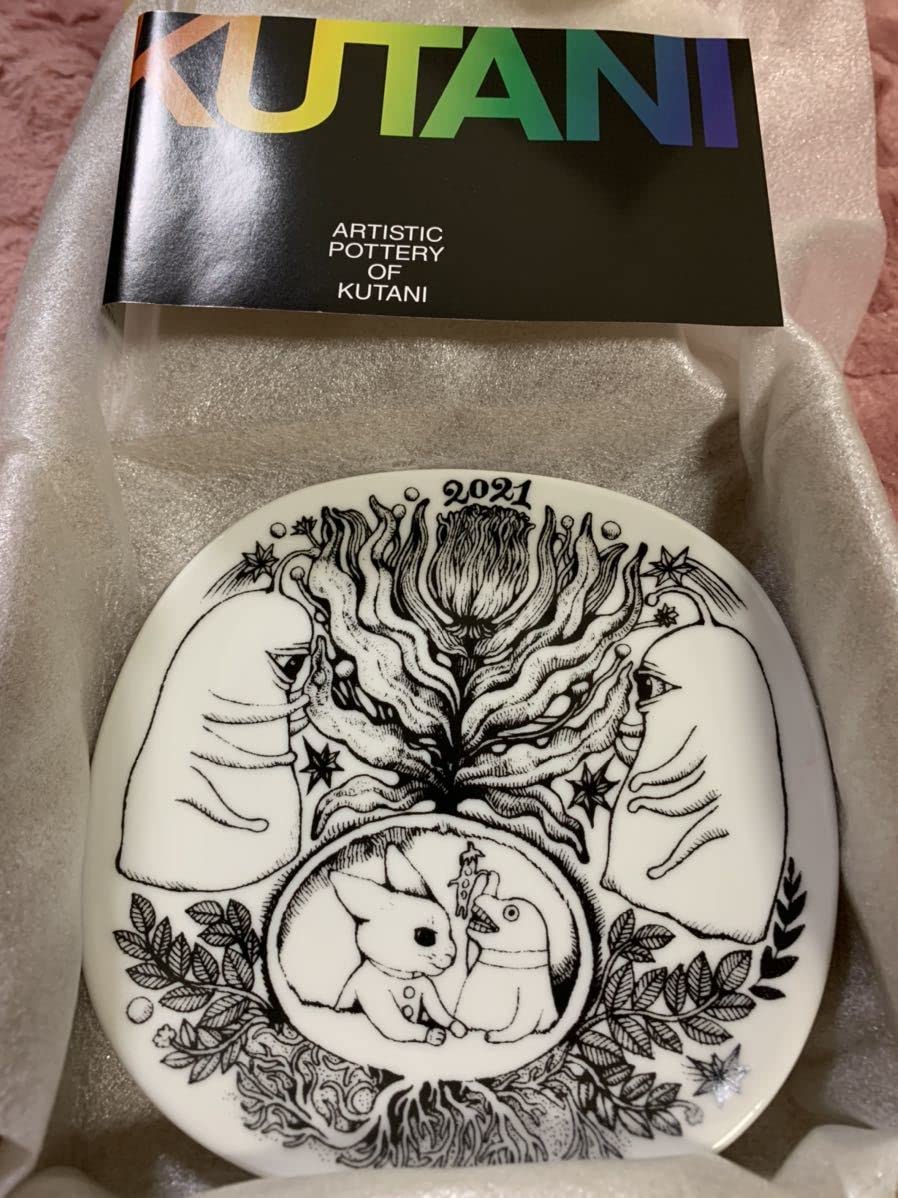 KUTANI
ARTISTIC
POTTERY
OF
KUTANI
2021